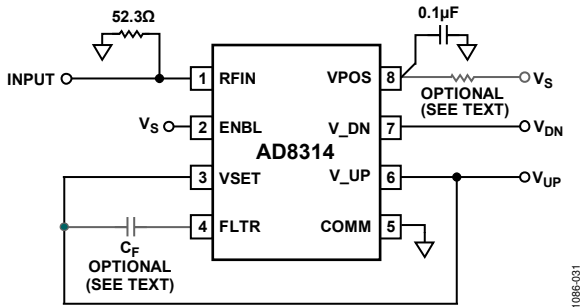 52.3Ω
0.1µF
INPUT
1 RFIN
VPOS 8
VS
OPTIONAL
(SEE TEXT)
VS
2 ENBL
V_DN 7
VDN
AD8314
3 VSET
V_UP 6
VUP
4 FLTR
COMM 5
CF
OPTIONAL
(SEE TEXT)
1086-031